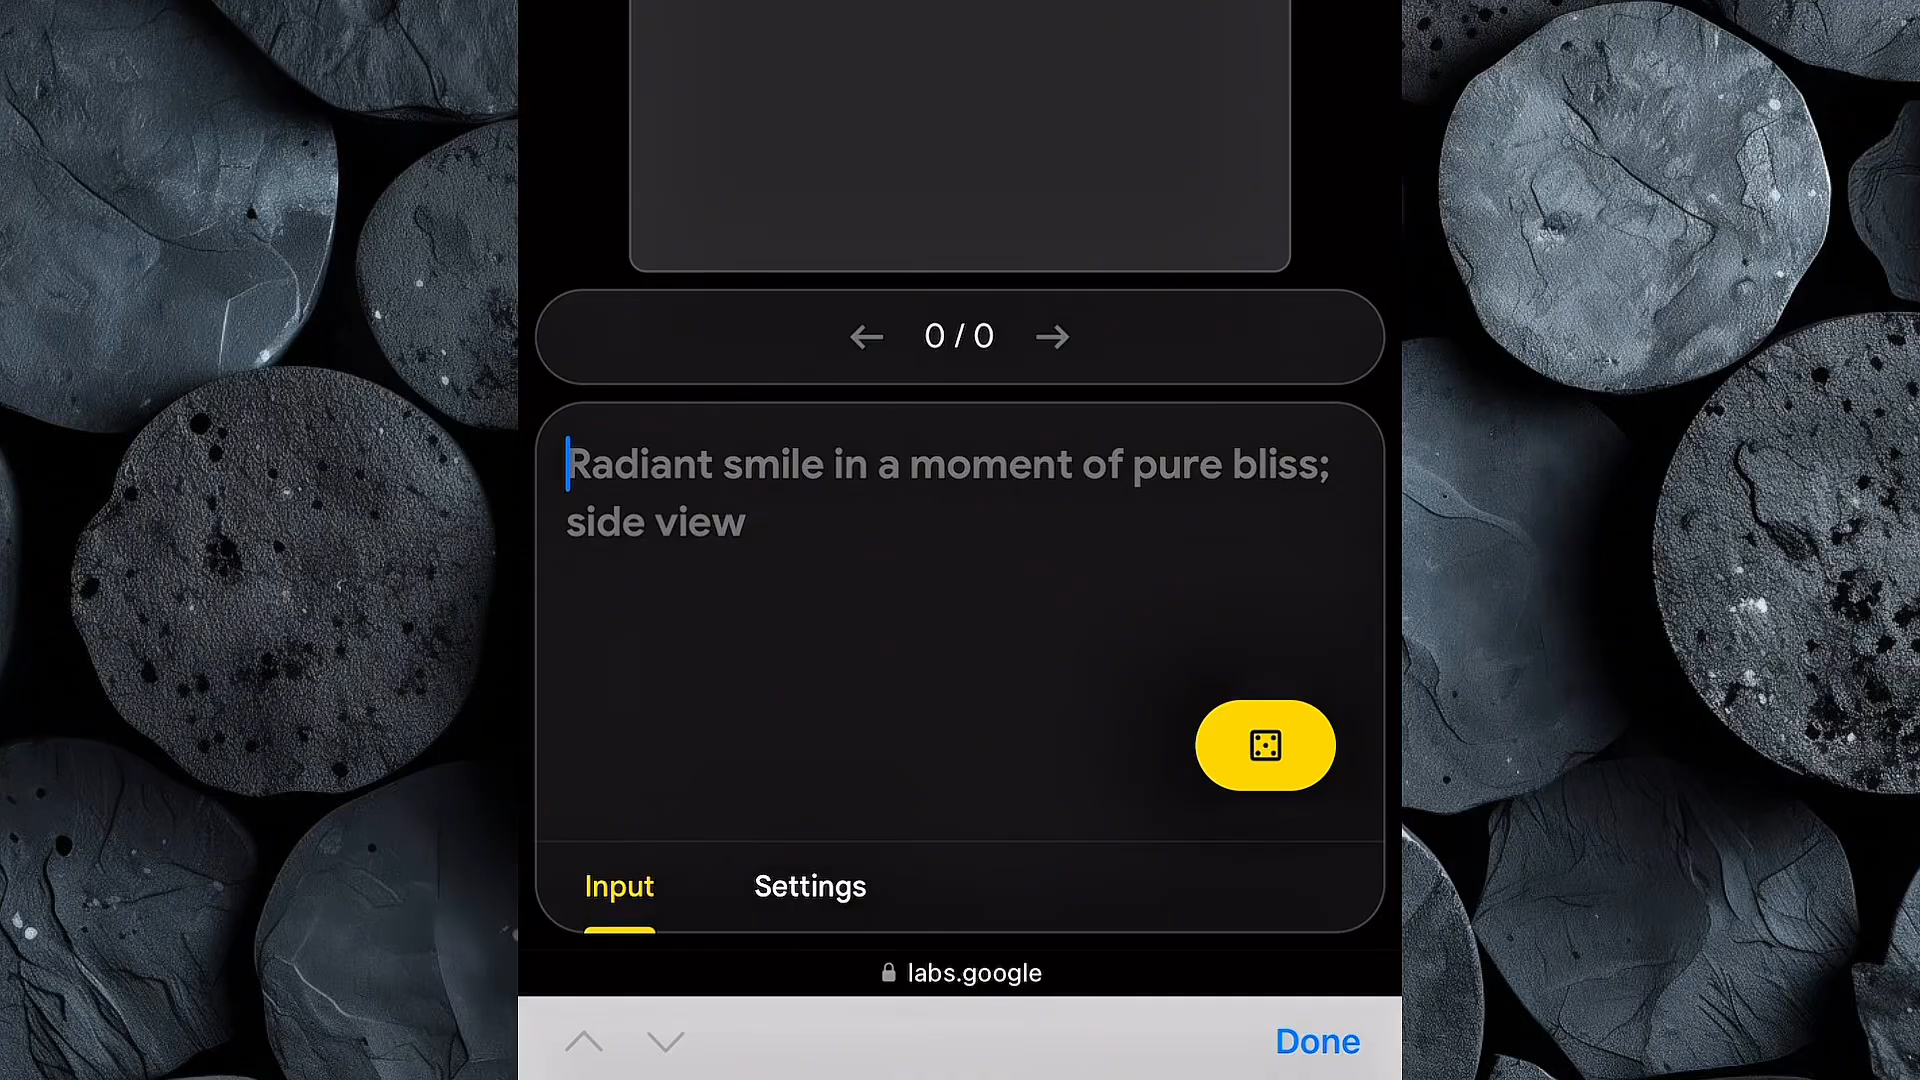 0 / 0
Radiant smile in a moment of pure bliss;
side view
Input
Settings
labs.google
Done